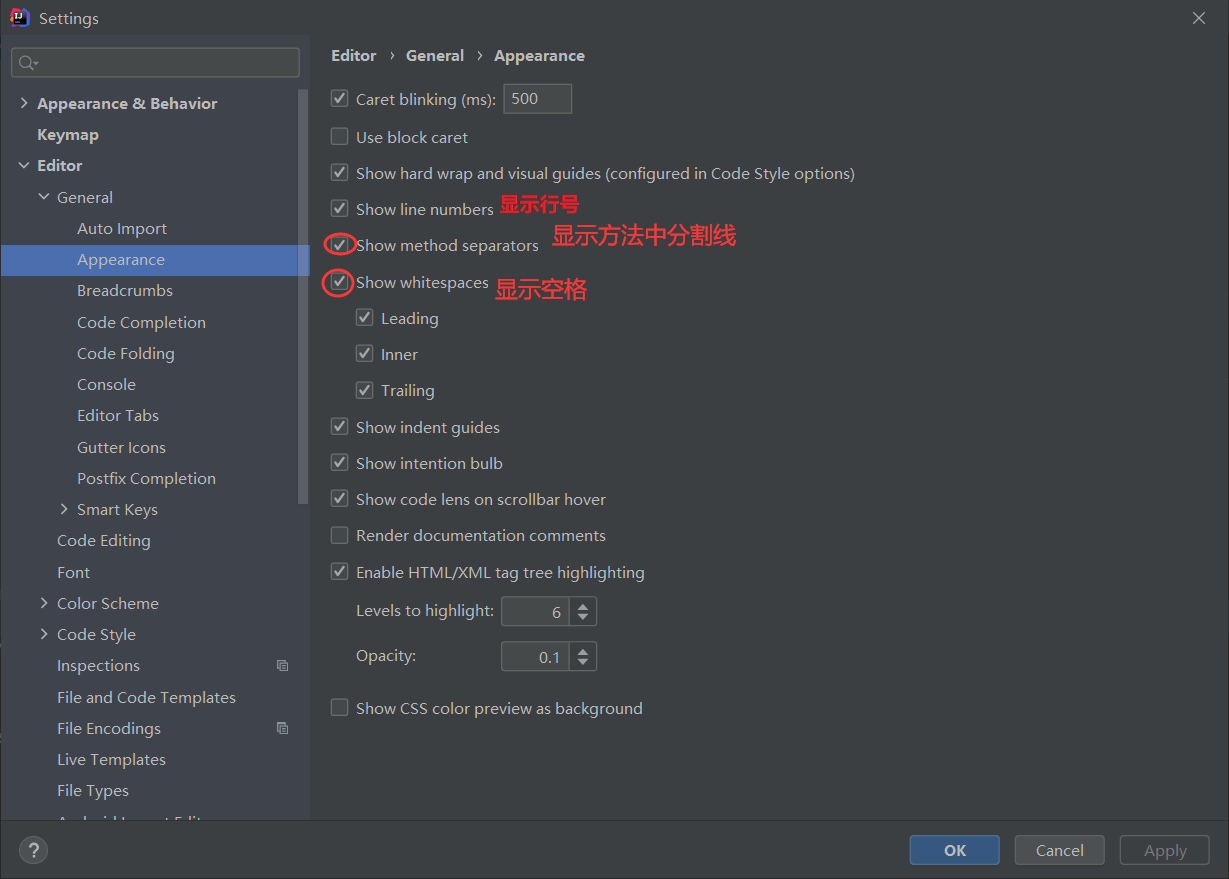 Settings
Appearance & Behavior
Keymap
Editor
General
Auto Import
Appearance
Breadcrumbs
Code Completion
Code Folding
Console
Editor Tabs
Gutter Icons
Postfix Completion
Smart Keys
Code Editing
Font
Color Scheme
Code Style
Inspections
File and Code Templates
File Encodings
Live Templates
File Types
Editor › General › Appearance
Caret blinking (ms): 500
Use block caret
Show hard wrap and visual guides (configured in Code Style options)
Show line numbers 显示行号
Show method separators 显示方法中分割线
Show whitespaces 显示空格
Leading
Inner
Trailing
Show indent guides
Show intention bulb
Show code lens on scrollbar hover
Render documentation comments
Enable HTML/XML tag tree highlighting
Levels to highlight: 6
Opacity: 0.1
Show CSS color preview as background
? OK Cancel Apply